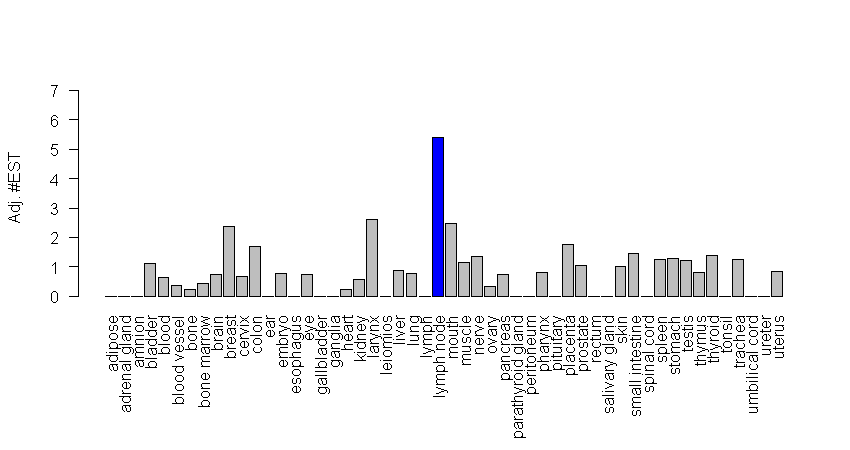 Adj. #EST
7
6
5
4
3
2
1
0
adipose
adrenal gland
amnion
bladder
blood
blood vessel
bone
bone marrow
brain
breast
cervix
colon
ear
embryo
esophagus
eye
gallbladder
ganglia
heart
kidney
larynx
leiomios
liver
lung
lymph
lymph node
mouth
muscle
nerve
ovary
pancreas
parathyroid gland
peritoneum
pharynx
pituitary
placenta
prostate
rectum
salivary gland
skin
small intestine
spinal cord
spleen
stomach
testis
thymus
thyroid
tonsil
trachea
umbilical cord
ureter
uterus